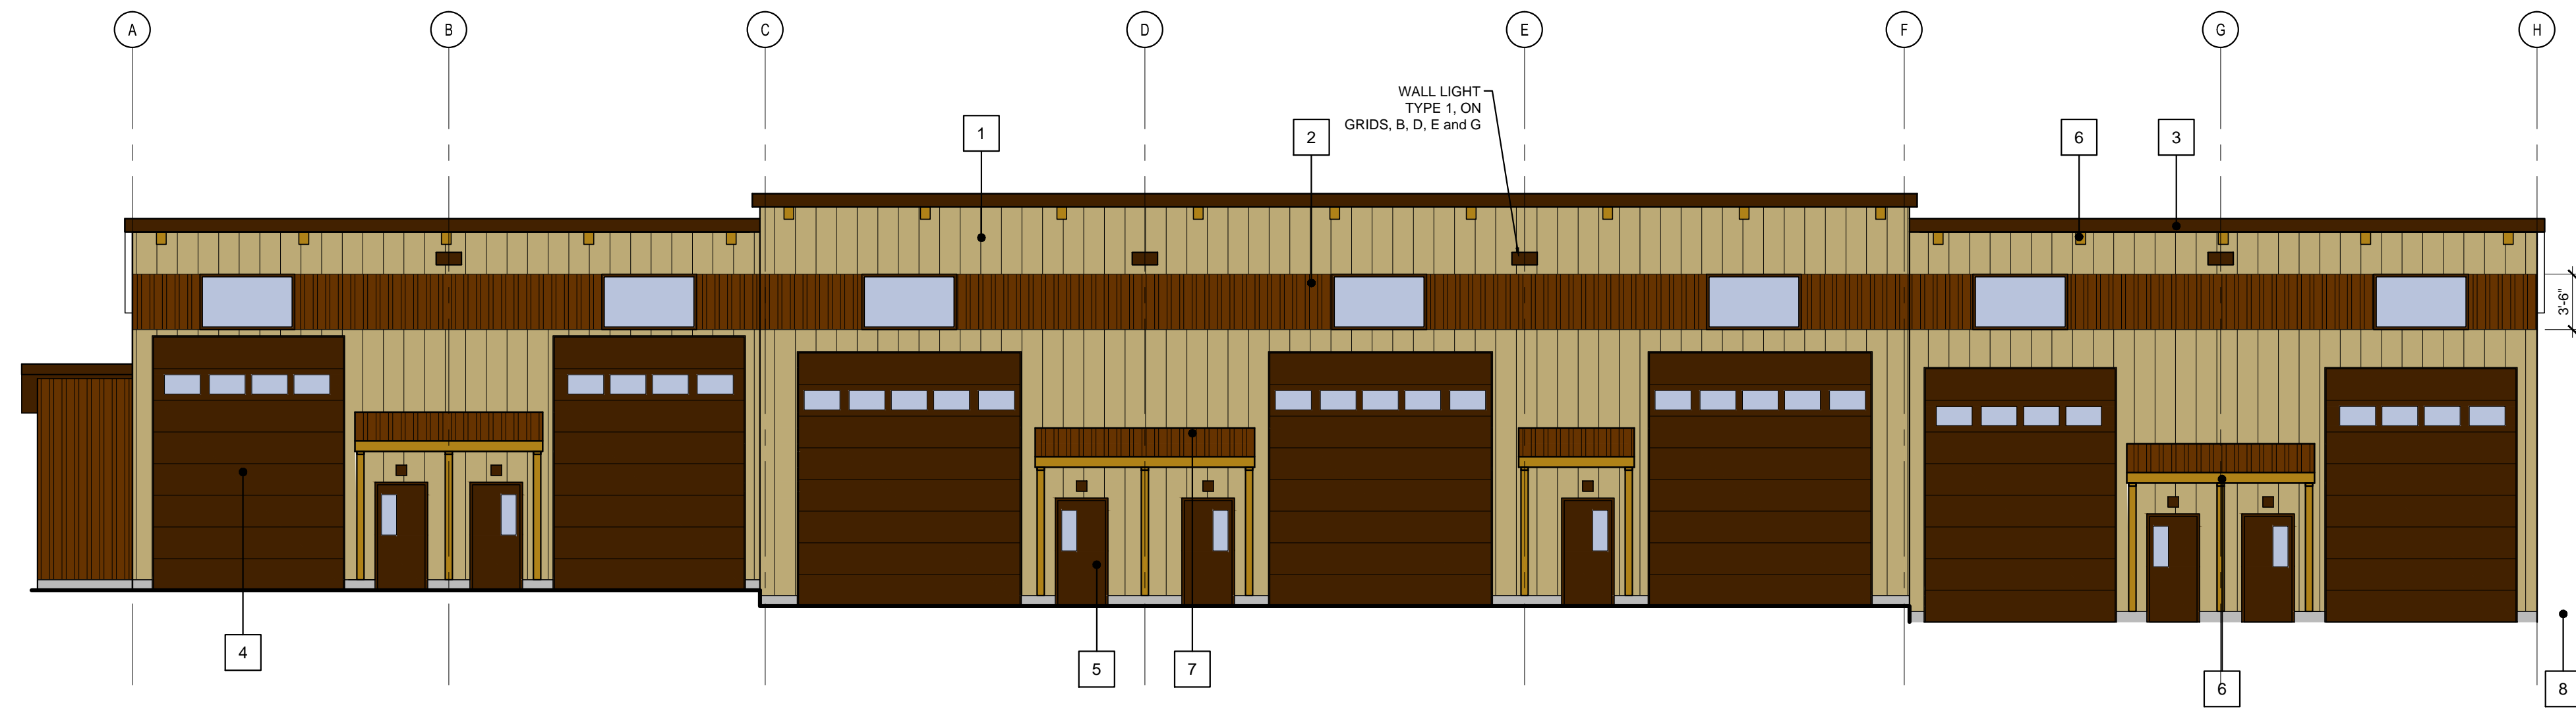 A
B
C
D
E
F
G
H
WALL LIGHT
TYPE 1, ON
GRIDS, B, D, E and G
1
2
6
3
3'-6"
4
5
7
6
8